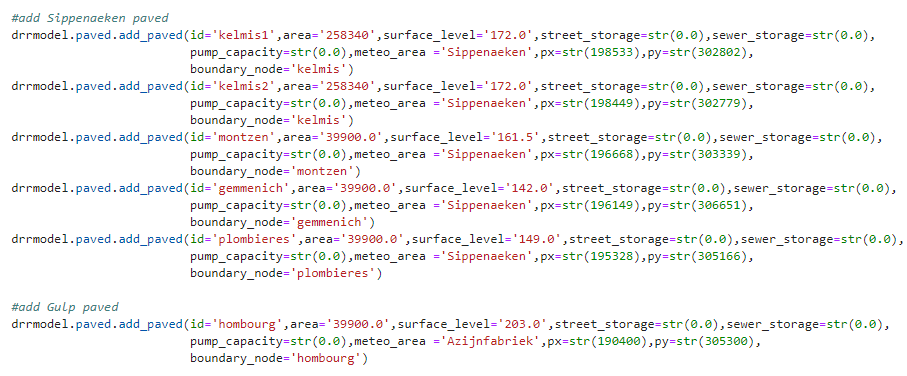 #add Sippenaeken paved
drrmodel.paved.add_paved(id='kelmis1',area='258340',surface_level='172.0',street_storage=str(0.0),sewer_storage=str(0.0),
pump_capacity=str(0.0),meteo_area ='Sippenaeken',px=str(198533),py=str(302802),
boundary_node='kelmis')
drrmodel.paved.add_paved(id='kelmis2',area='258340',surface_level='172.0',street_storage=str(0.0),sewer_storage=str(0.0),
pump_capacity=str(0.0),meteo_area ='Sippenaeken',px=str(198449),py=str(302779),
boundary_node='kelmis')
drrmodel.paved.add_paved(id='montzen',area='39900.0',surface_level='161.5',street_storage=str(0.0),sewer_storage=str(0.0),
pump_capacity=str(0.0),meteo_area ='Sippenaeken',px=str(196668),py=str(303339),
boundary_node='montzen')
drrmodel.paved.add_paved(id='gemmenich',area='39900.0',surface_level='142.0',street_storage=str(0.0),sewer_storage=str(0.0),
pump_capacity=str(0.0),meteo_area ='Sippenaeken',px=str(196149),py=str(306651),
boundary_node='gemmenich')
drrmodel.paved.add_paved(id='plombieres',area='39900.0',surface_level='149.0',street_storage=str(0.0),sewer_storage=str(0.0),
pump_capacity=str(0.0),meteo_area ='Sippenaeken',px=str(195328),py=str(305166),
boundary_node='plombieres')
#add Gulp paved
drrmodel.paved.add_paved(id='hombourg',area='39900.0',surface_level='203.0',street_storage=str(0.0),sewer_storage=str(0.0),
pump_capacity=str(0.0),meteo_area ='Azijnfabriek',px=str(190400),py=str(305300),
boundary_node='hombourg')